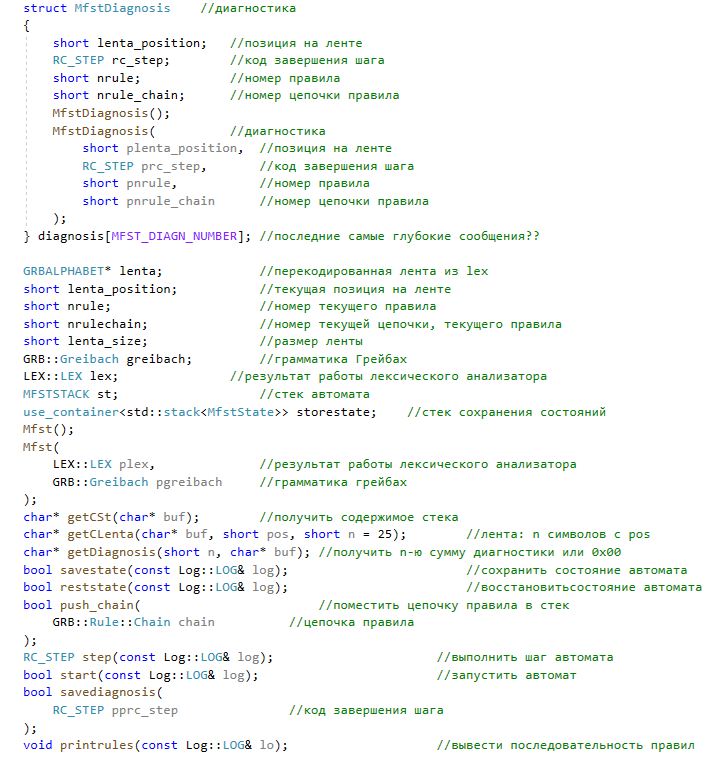 struct MfstDiagnosis    //диагностика
{
    short lenta_position;   //позиция на ленте
    RC_STEP rc_step;        //код завершения шага
    short nrule;            //номер правила
    short nrule_chain;      //номер цепочки правила
    MfstDiagnosis();
    MfstDiagnosis(          //диагностика
        short plenta_position,  //позиция на ленте
        RC_STEP prc_step,       //код завершения шага
        short pnrule,           //номер правила
        short pnrule_chain      //номер цепочки правила
    );
} diagnosis[MFST_DIAGN_NUMBER]; //последние самые глубокие сообщения??

GRBALPHABET* lenta;             //перекодированная лента из lex
short lenta_position;           //текущая позиция на ленте
short nrule;                    //номер текущего правила
short nrulechain;               //номер текущей цепочки, текущего правила
short lenta_size;               //размер ленты
GRB::Greibach greibach;         //грамматика Грейбах
LEX::LEX lex;               //результат работы лексического анализатора
MFSTSTACK st;                   //стек автомата
use_container<std::stack<MfstState>> storestate;    //стек сохранения состояний
Mfst();
Mfst(
    LEX::LEX plex,              //результат работы лексического анализатора
    GRB::Greibach pgreibach     //грамматика грейбах
);
char* getCSt(char* buf);        //получить содержимое стека
char* getCLenta(char* buf, short pos, short n = 25);        //лента: n символов с pos
char* getDiagnosis(short n, char* buf); //получить n-ю сумму диагностики или 0x00
bool savestate(const Log::LOG& log);                        //сохранить состояние автомата
bool reststate(const Log::LOG& log);                        //восстановитьсостояние автомата
bool push_chain(                        //поместить цепочку правила в стек
    GRB::Rule::Chain chain          //цепочка правила
);
RC_STEP step(const Log::LOG& log);                      //выполнить шаг автомата
bool start(const Log::LOG& log);                        //запустить автомат
bool savediagnosis(
    RC_STEP pprc_step               //код завершения шага
);
void printrules(const Log::LOG& lo);                    //вывести последовательность правил